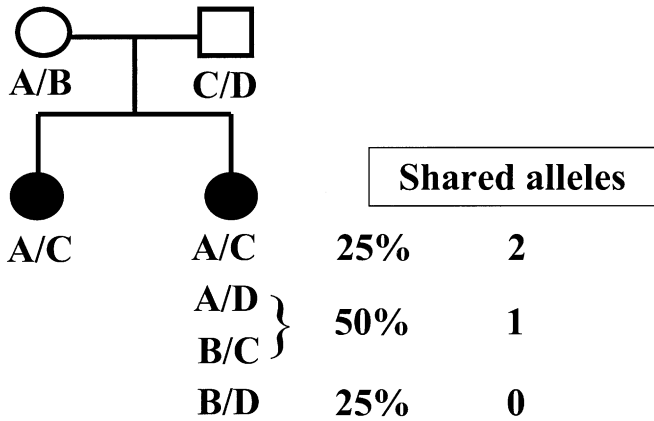 A/B C/D
Shared alleles
A/C A/C 25% 2
A/D
50% 1
B/C
B/D 25% 0